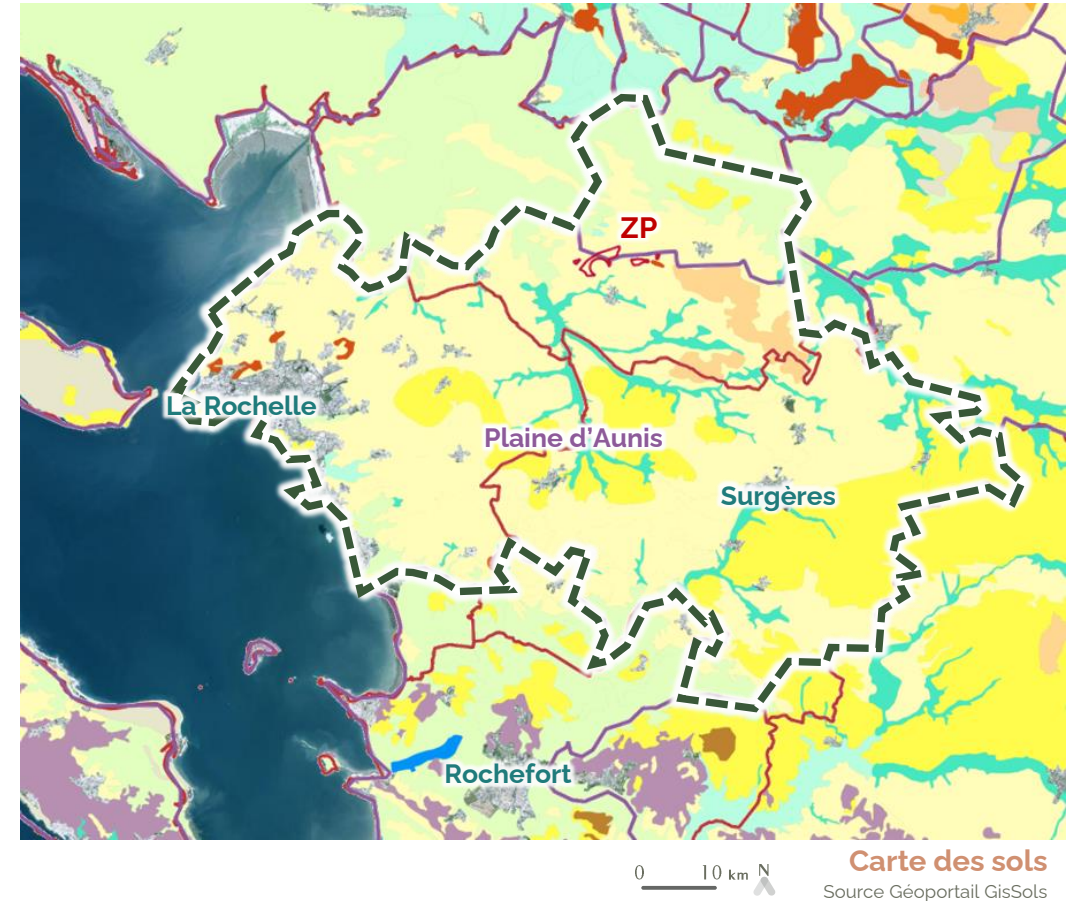 ZP
La Rochelle
Plaine d'Aunis
Surgères
Rochefort
0 10 km N
Carte des sols
Source Géoportail GisSols